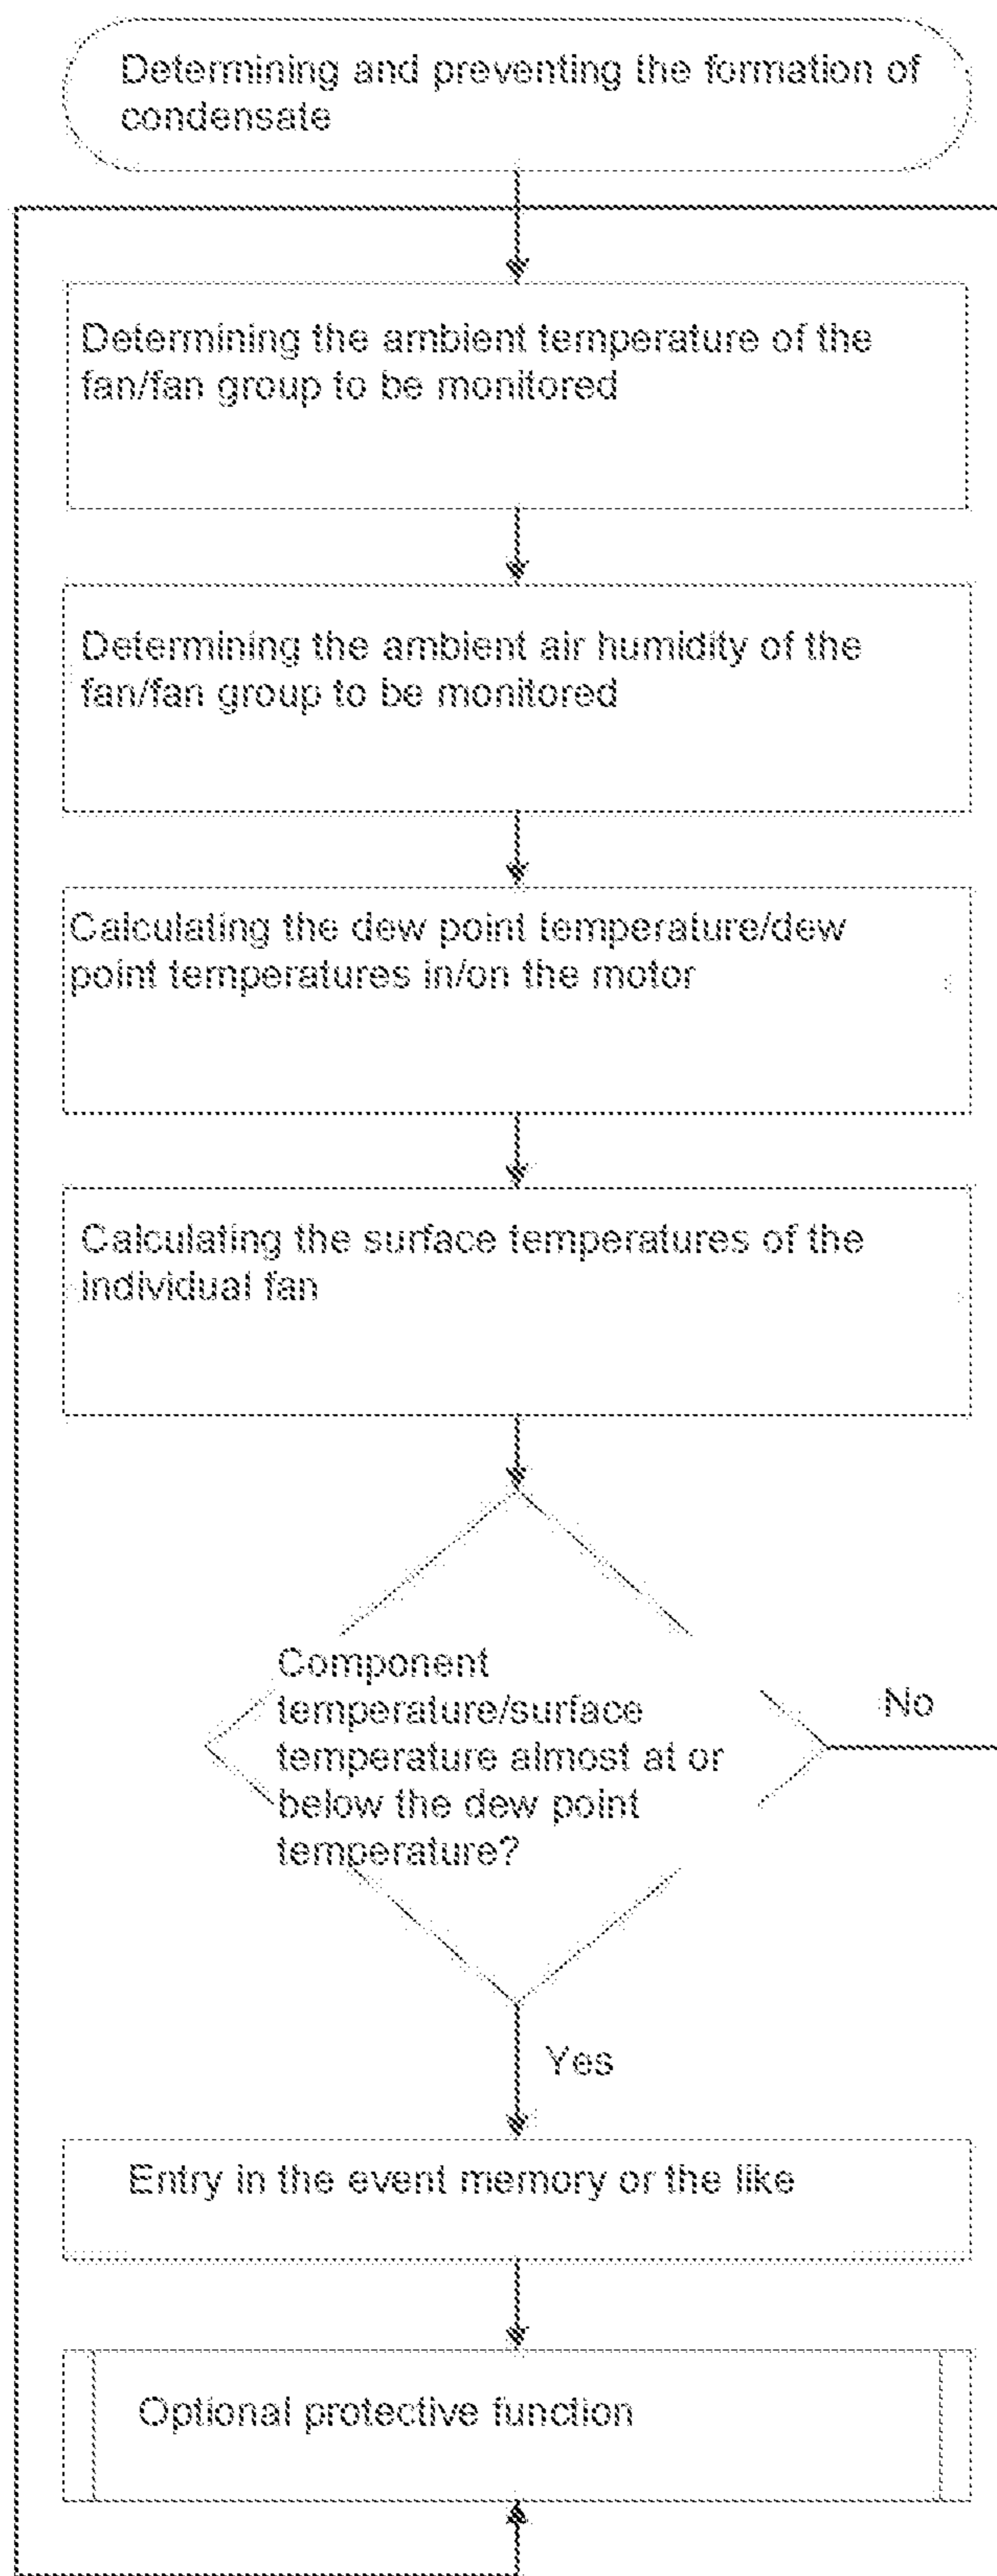 Determining and preventing the formation of
condensate
Determining the ambient temperature of the
fan/fan group to be monitored
Determining the ambient air humidity of the
fan/fan group to be monitored
Calculating the dew point temperature/dew
point temperatures in/on the motor
Calculating the surface temperatures of the
individual fan
Component
temperature/surface
temperature almost at or
below the dew point
temperature?
No
Yes
Entry in the event memory or the like
Optional protective function